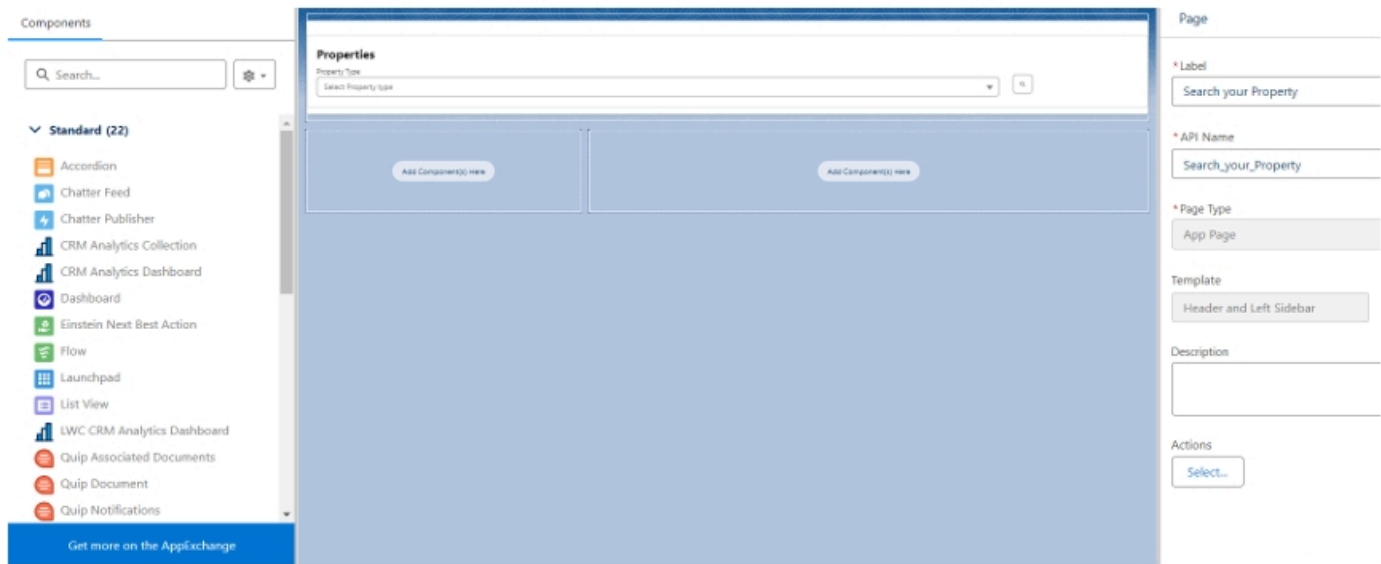 Components
Search...
Standard (22)
Accordion
Chatter Feed
Chatter Publisher
CRM Analytics Collection
CRM Analytics Dashboard
Dashboard
Einstein Next Best Action
Flow
Launchpad
List View
LWC CRM Analytics Dashboard
Quip Associated Documents
Quip Document
Quip Notifications
Get more on the AppExchange
Properties
Property Type
Select Property type
Add Component(s) Here
Add Component(s) Here
Page
*Label
Search your Property
*API Name
Search_your_Property
*Page Type
App Page
Template
Header and Left Sidebar
Description
Actions
Select...